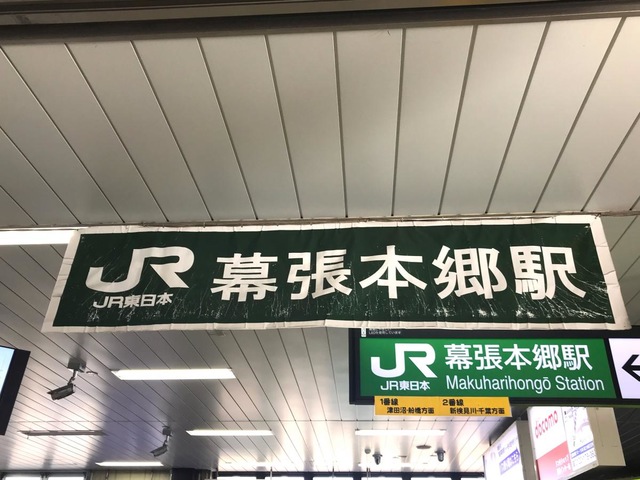 JR
JR東日本
幕張本郷駅
JR
JR東日本
幕張本郷駅
Makuharihongō Station
1番線
津田沼・船橋方面
2番線
新検見川・千葉方面
docomo